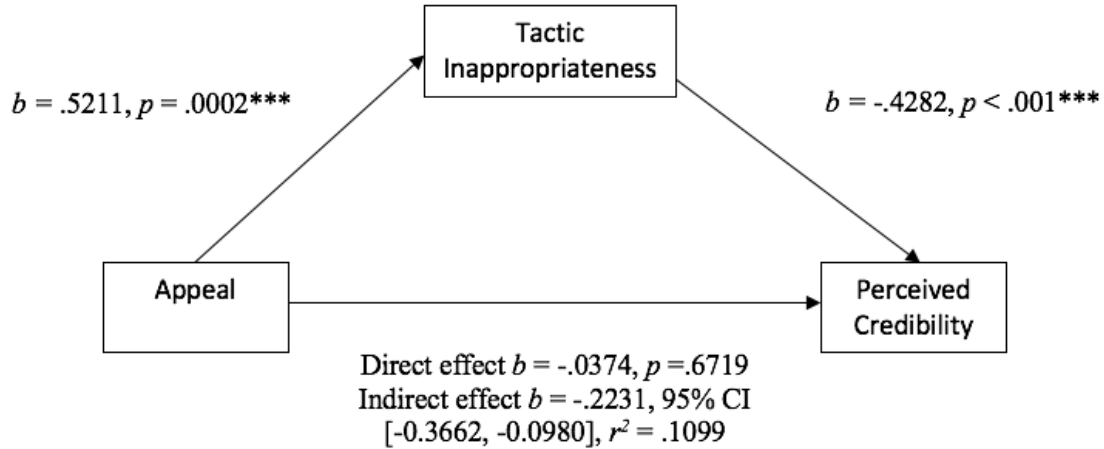 Tactic
Inappropriateness
b = .5211, p = .0002***
b = -.4282, p < .001***
Appeal
Perceived
Credibility
Direct effect b = -.0374, p =.6719
Indirect effect b = -.2231, 95% CI
[-0.3662, -0.0980], r² = .1099